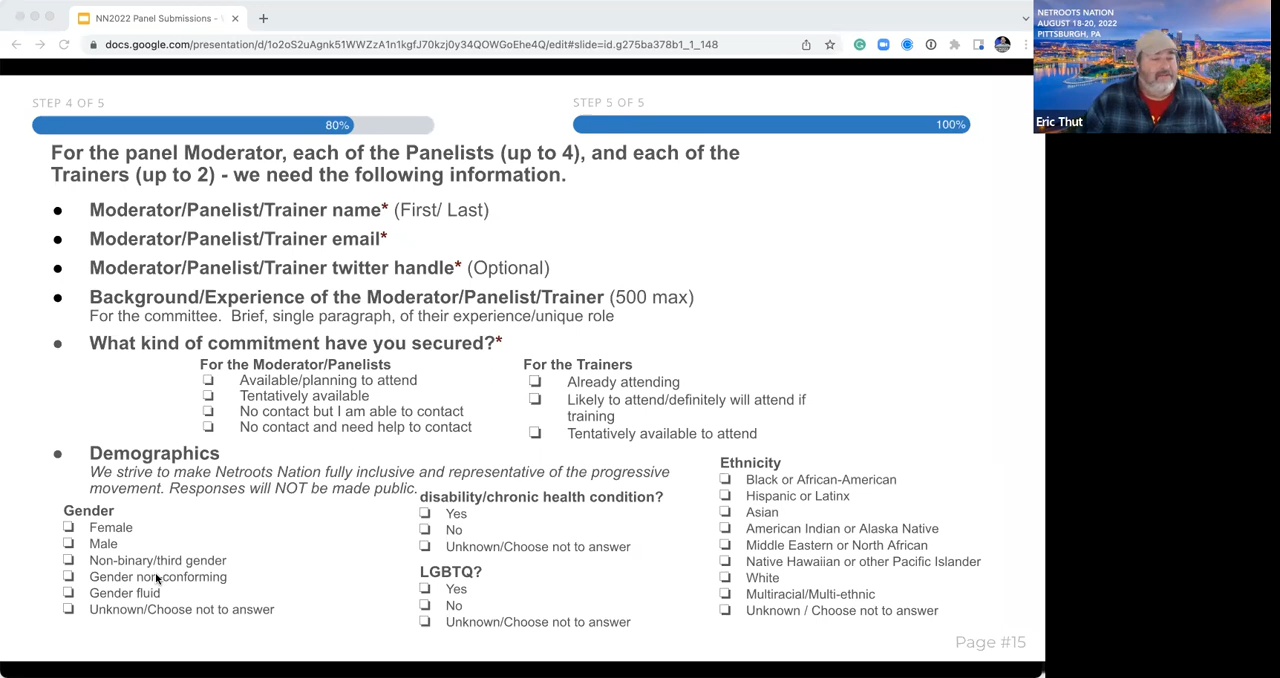 NN2022 Panel Submissions -
docs.google.com/presentation/d/1o2oS2uAgnk51WWZzA1n1kgfJ70kzj0y34QOWGoEhe4Q/edit#slide=id.g275ba378b1_1_148
NETROOTS NATION
AUGUST 18-20, 2022
PITTSBURGH, PA
Eric Thut
STEP 4 OF 5
80%
STEP 5 OF 5
100%
For the panel Moderator, each of the Panelists (up to 4), and each of the
Trainers (up to 2) - we need the following information.
● Moderator/Panelist/Trainer name* (First/ Last)
● Moderator/Panelist/Trainer email*
● Moderator/Panelist/Trainer twitter handle* (Optional)
● Background/Experience of the Moderator/Panelist/Trainer (500 max)
For the committee. Brief, single paragraph, of their experience/unique role
● What kind of commitment have you secured?*
For the Moderator/Panelists
❏ Available/planning to attend
❏ Tentatively available
❏ No contact but I am able to contact
❏ No contact and need help to contact
For the Trainers
❏ Already attending
❏ Likely to attend/definitely will attend if
training
❏ Tentatively available to attend
● Demographics
We strive to make Netroots Nation fully inclusive and representative of the progressive
movement. Responses will NOT be made public.
Gender
❏ Female
❏ Male
❏ Non-binary/third gender
❏ Gender non-conforming
❏ Gender fluid
❏ Unknown/Choose not to answer
disability/chronic health condition?
❏ Yes
❏ No
❏ Unknown/Choose not to answer
LGBTQ?
❏ Yes
❏ No
❏ Unknown/Choose not to answer
Ethnicity
❏ Black or African-American
❏ Hispanic or Latinx
❏ Asian
❏ American Indian or Alaska Native
❏ Middle Eastern or North African
❏ Native Hawaiian or other Pacific Islander
❏ White
❏ Multiracial/Multi-ethnic
❏ Unknown / Choose not to answer
Page #15